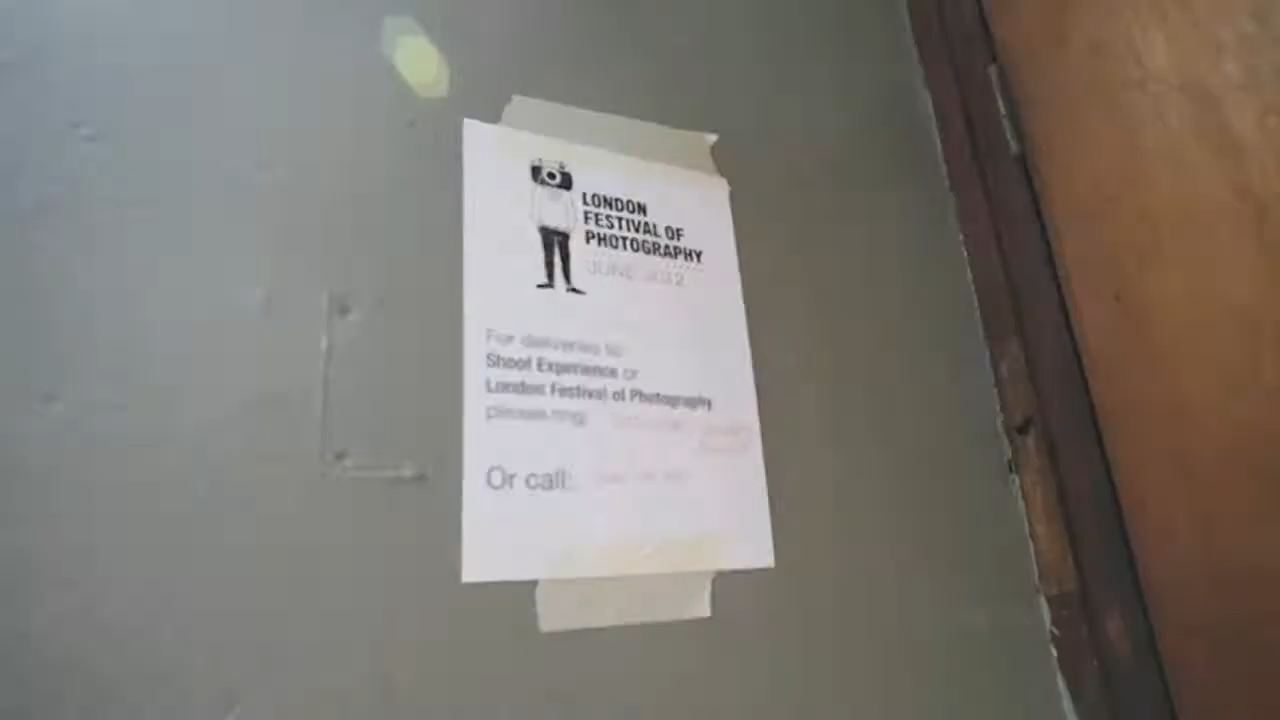 LONDON
FESTIVAL OF
PHOTOGRAPHY
JUNE 2012
For deliveries to:
Shoot Experience or
London Festival of Photography
please ring
Or call: